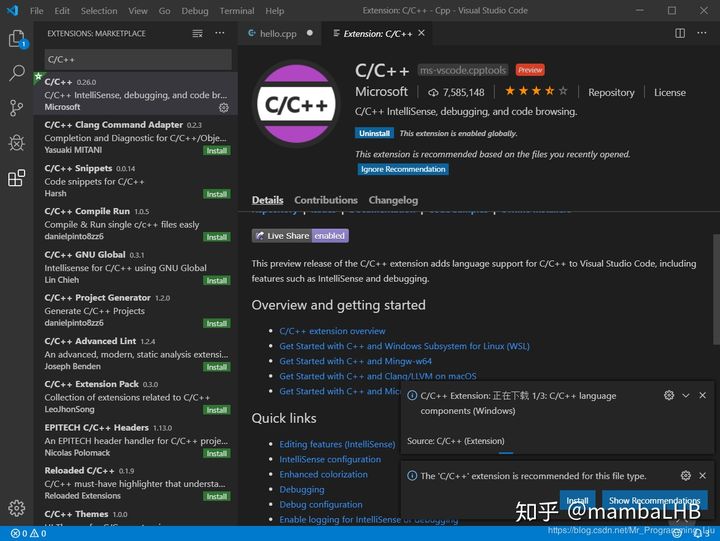 File Edit Selection View Go Debug Terminal Help Extension: C/C++ - Cpp - Visual Studio Code
EXTENSIONS: MARKETPLACE
hello.cpp
Extension: C/C++
1
C/C++
C/C++ 0.26.0
C/C++ IntelliSense, debugging, and code br...
Microsoft
C/C++ Clang Command Adapter 0.2.3
Completion and Diagnostic for C/C++/Obje...
Yasuaki MITANI Install
C/C++ Snippets 0.0.14
Code snippets for C/C++
Harsh Install
C/C++ Compile Run 1.0.5
Compile & Run single c/c++ files easly
danielpinto8zz6 Install
C/C++ GNU Global 0.3.1
Intellisense for C/C++ using GNU Global
Lin Chieh Install
C/C++ Project Generator 1.2.0
Generate C/C++ Projects
danielpinto8zz6 Install
C/C++ Advanced Lint 1.2.4
An advanced, modern, static analysis extensi...
Joseph Benden Install
C/C++ Extension Pack 0.3.0
Collection of extensions related to C/C++
LeoJhonSong Install
EPITECH C/C++ Headers 1.13.0
An EPITECH header handler for C/C++ proje...
Nicolas Polomack Install
Reloaded C/C++ 0.1.9
C/C++ must-have highlighter that understa...
Reloaded Extensions Install
C/C++ Themes 1.0.0
C/C++
C/C++ ms-vscode.cpptools Preview
Microsoft 7,585,148 Repository License
C/C++ IntelliSense, debugging, and code browsing.
Uninstall This extension is enabled globally.
This extension is recommended based on the files you recently opened.
Ignore Recommendation
Details Contributions Changelog
Live Share enabled
This preview release of the C/C++ extension adds language support for C/C++ to Visual Studio Code, including
features such as IntelliSense and debugging.
Overview and getting started
C/C++ extension overview
Get Started with C++ and Windows Subsystem for Linux (WSL)
Get Started with C++ and Mingw-w64
Get Started with C++ and Clang/LLVM on macOS
Get Started with C++ and Mic
Quick links
Editing features (IntelliSense)
IntelliSense configuration
Enhanced colorization
Debugging
Debug configuration
Enable logging for IntelliSense or debugging
C/C++ Extension: 正在下载 1/3: C/C++ language
components (Windows)
Source: C/C++ (Extension)
The 'C/C++' extension is recommended for this file type.
Install Show Recommendations
知乎 @mambaLHB
https://blog.csdn.net/Mr_Programming_Liu
0 0
3